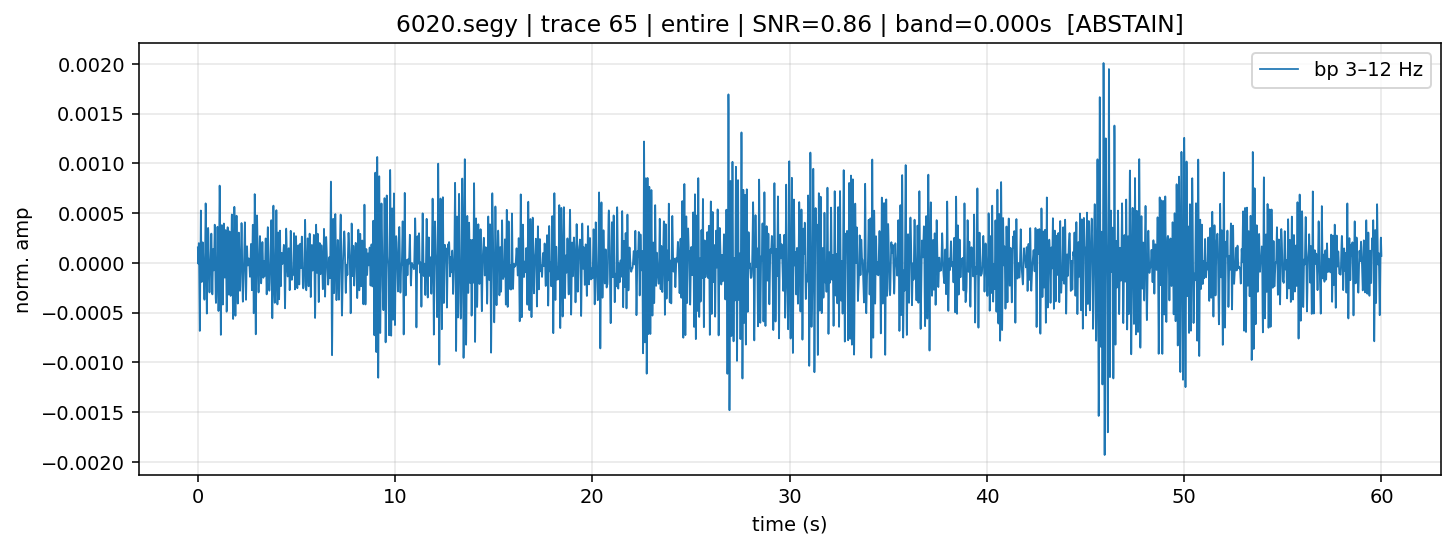 6020.segy | trace 65 | entire | SNR=0.86 | band=0.000s  [ABSTAIN]
bp 3–12 Hz
0.0020
0.0015
0.0010
0.0005
0.0000
−0.0005
−0.0010
−0.0015
−0.0020
norm. amp
0 10 20 30 40 50 60
time (s)